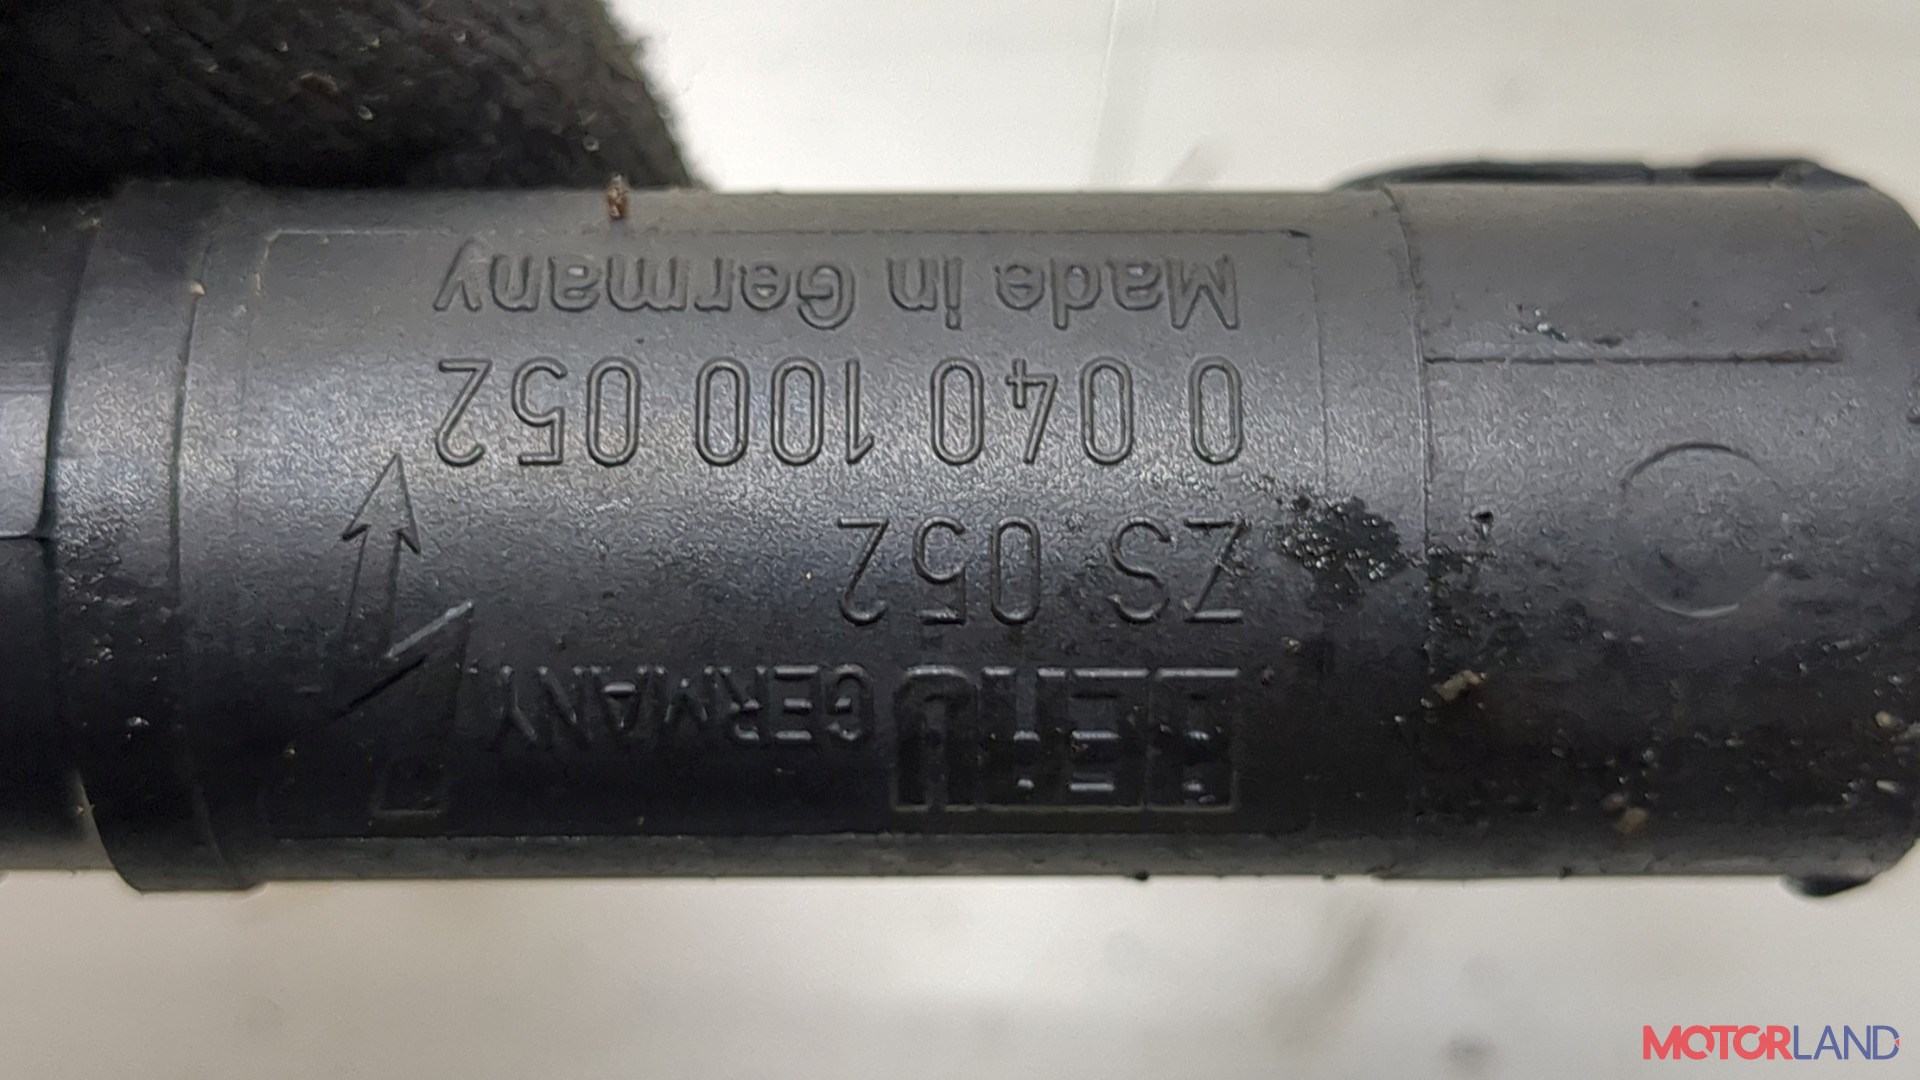 BERU GERMANY
ZS 052
0 040 100 052
Made in Germany
MOTORLAND